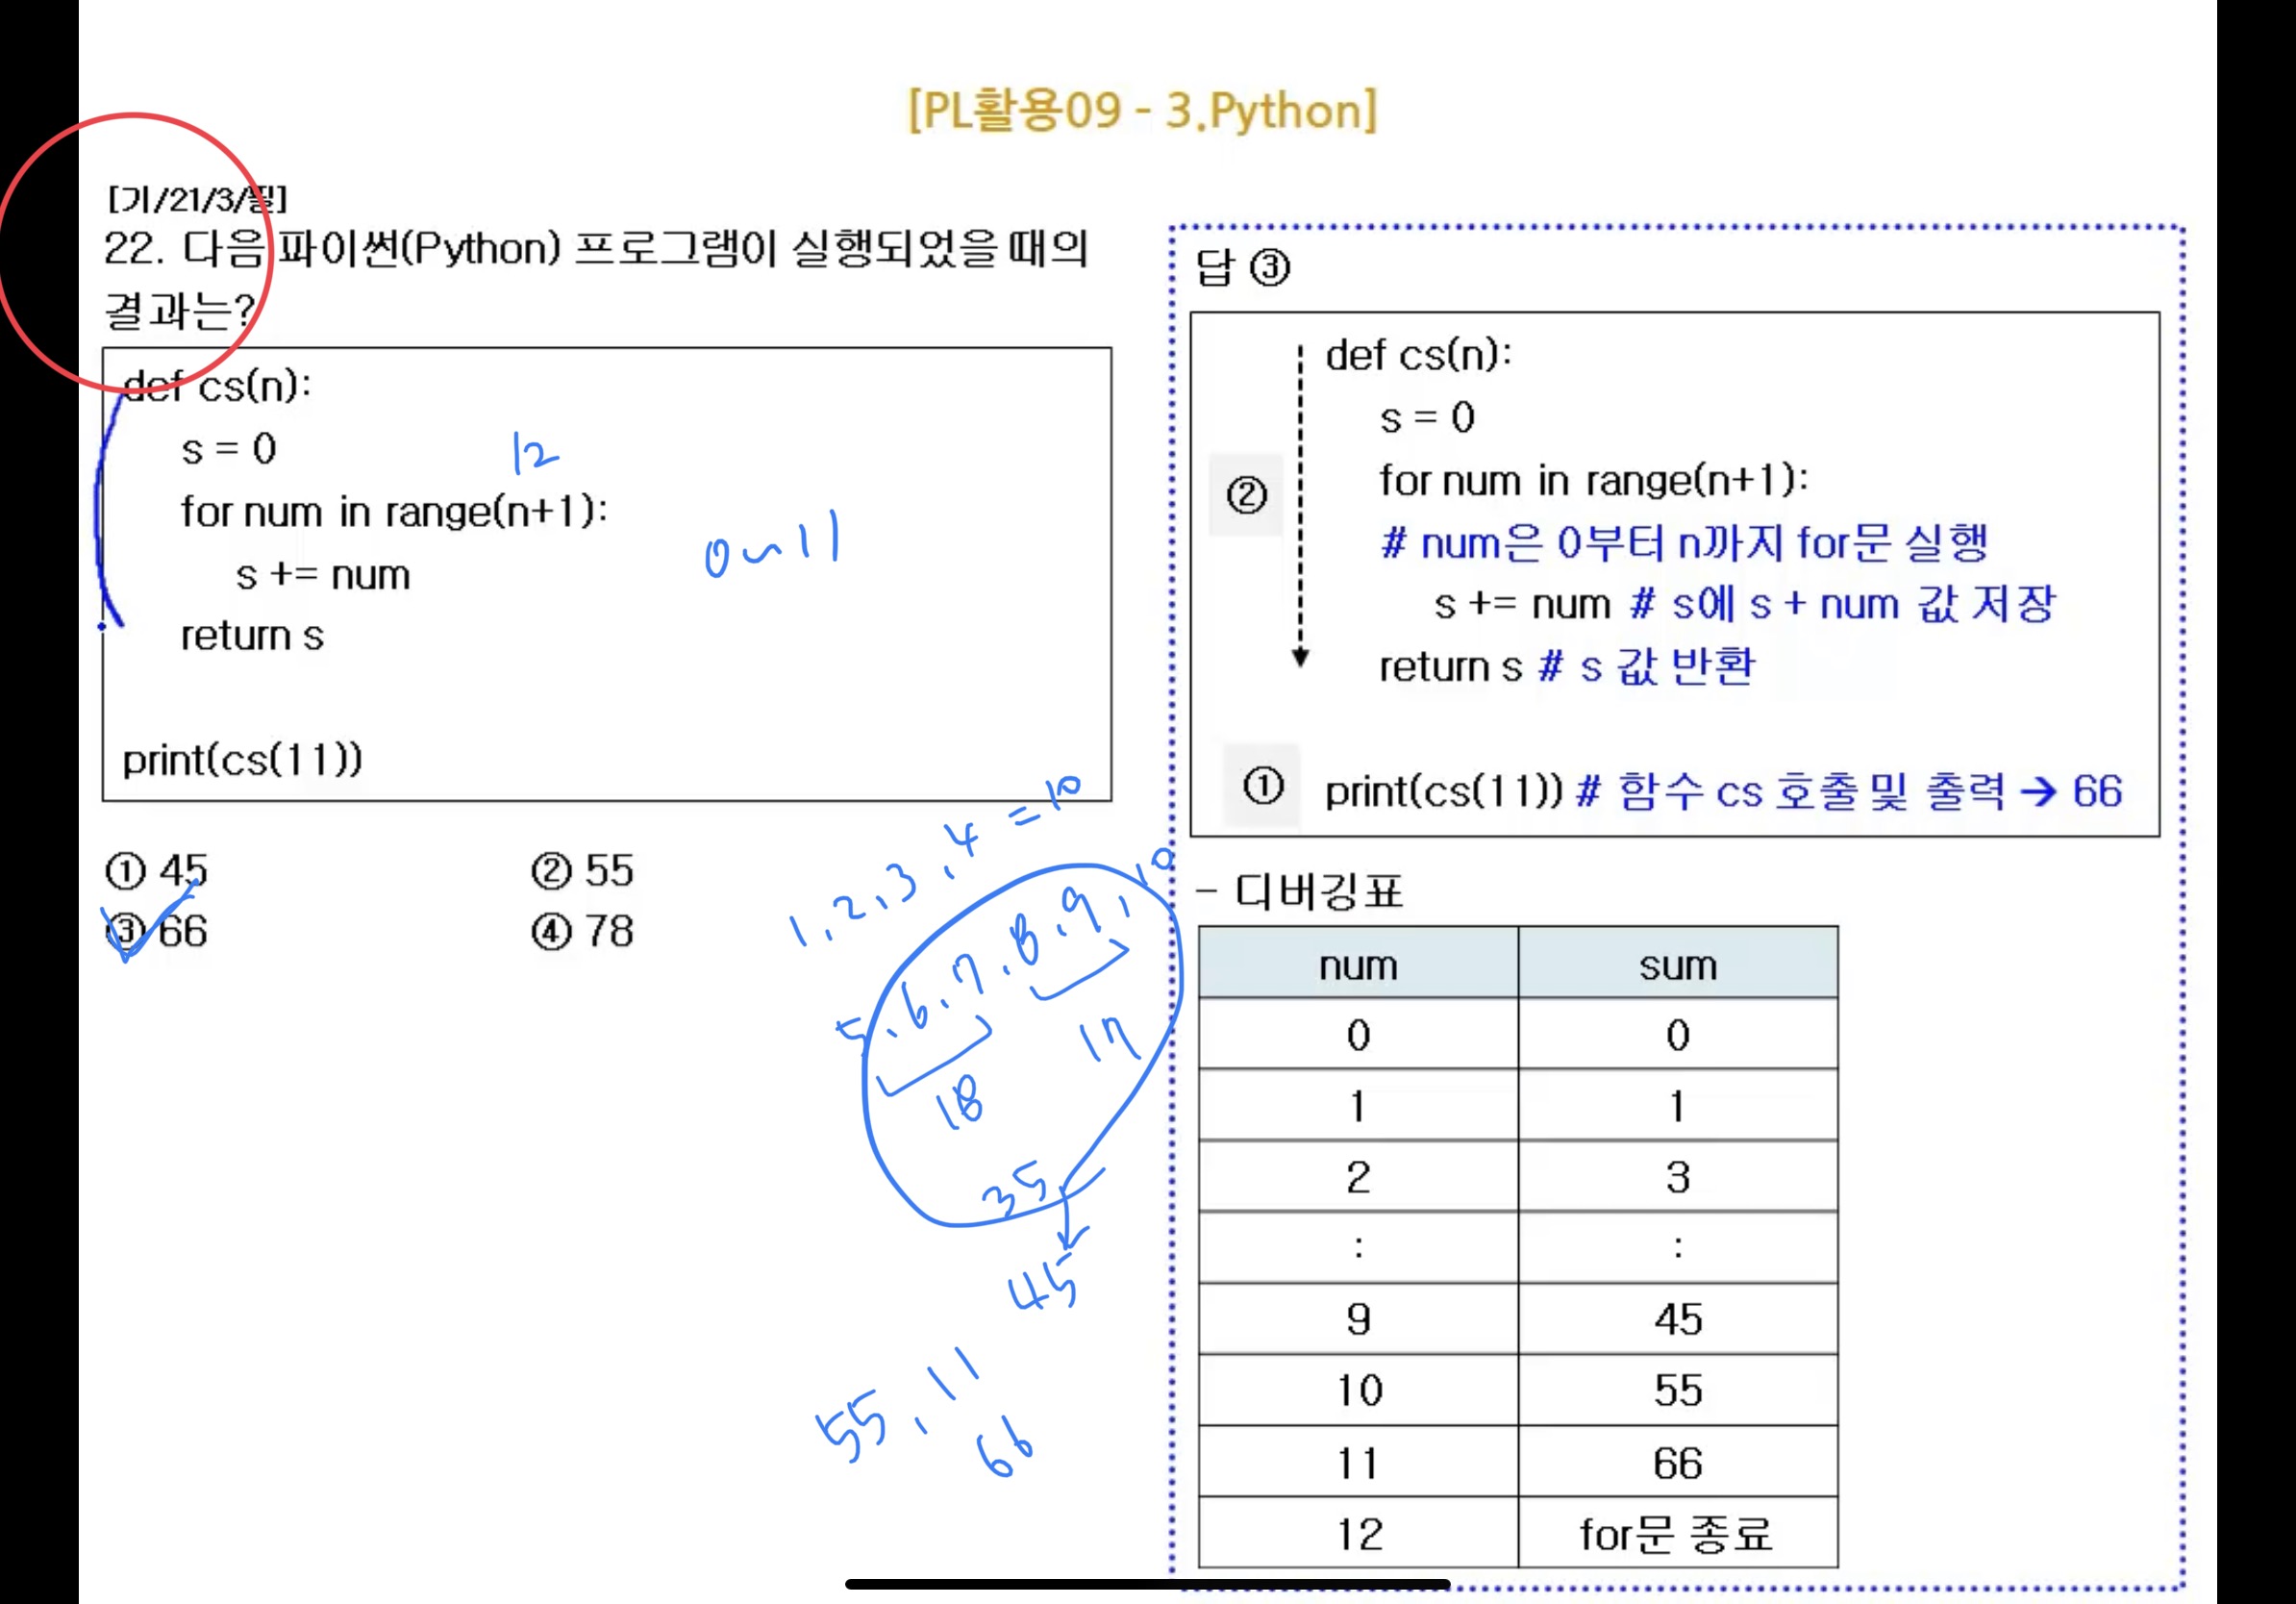 [PL활용09 - 3.Python]
[기/21/3/필]
22. 다음 파이썬(Python) 프로그램이 실행되었을 때의
결과는?
def cs(n):
s = 0
12
for num in range(n+1):
0~11
s += num
return s
print(cs(11))
① 45
② 55
③ 66
④ 78
1,2,3,4=10
5,6,7,8,9,10
18
17
35
45
55,11
66
답 ③
def cs(n):
s = 0
② for num in range(n+1):
# num은 0부터 n까지 for문 실행
s += num # s에 s + num 값 저장
return s # s 값 반환
① print(cs(11)) # 함수 cs 호출 및 출력 → 66
- 디버깅표
num sum
0 0
1 1
2 3
: :
9 45
10 55
11 66
12 for문 종료